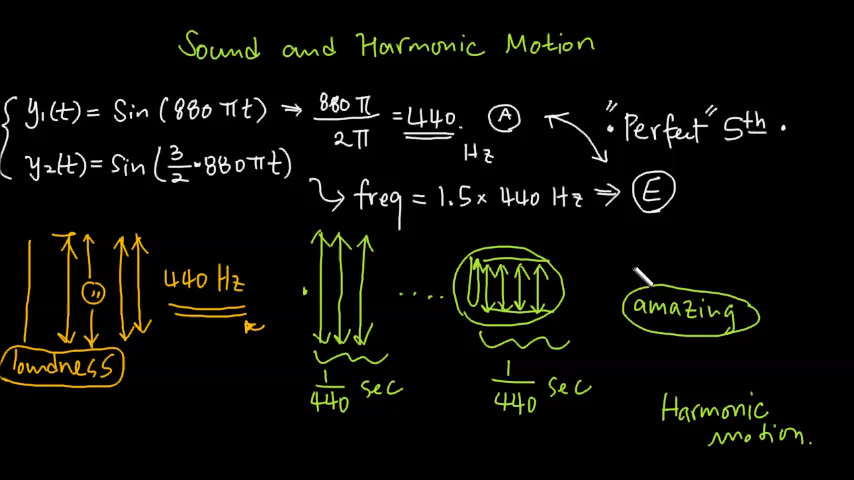 Sound and Harmonic Motion
y₁(t) = Sin(880πt) ⇒ 880π/2π = 440. Hz Ⓐ "Perfect" 5th.
y₂(t) = Sin(3/2 · 880πt)
freq = 1.5 × 440 Hz ⇒ Ⓔ
440 Hz
.... amazing
loudness
1/440 sec 1/440 sec
Harmonic
motion.